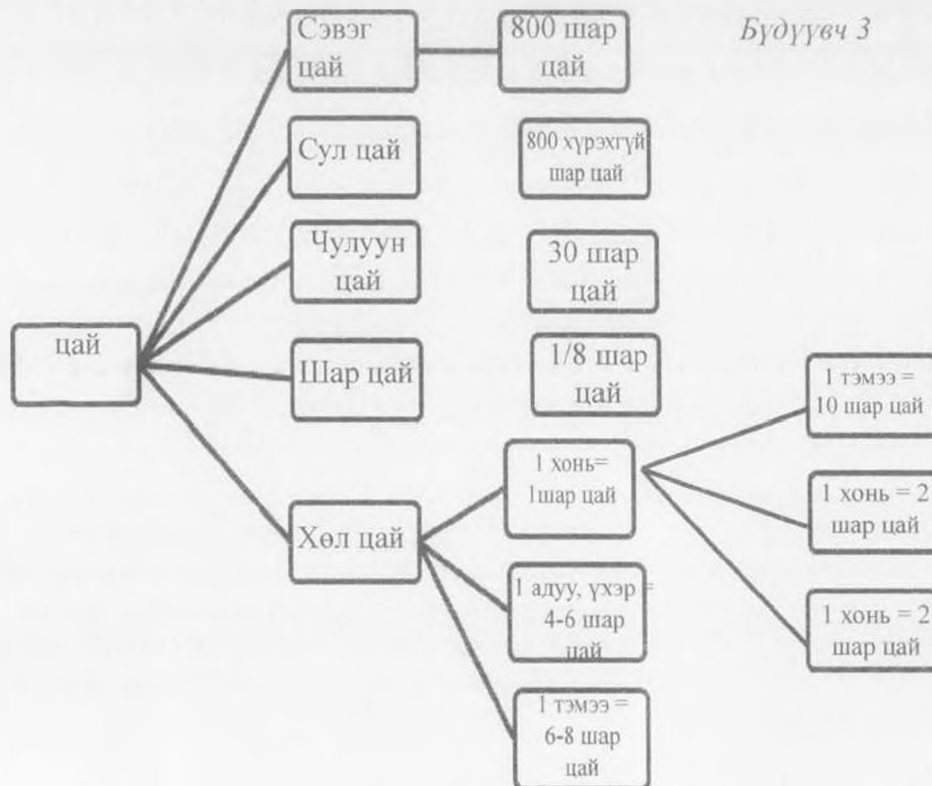 Бүдүүвч 3
Сэвэг
цай
800 шар
цай
Сул цай
800 хүрэхгүй
шар цай
Чулуун
цай
30 шар
цай
цай
Шар цай
1/8 шар
цай
Хөл цай
1 хонь=
1шар цай
1 адуу, үхэр =
4-6 шар
цай
1 тэмээ =
6-8 шар
цай
1 тэмээ =
10 шар цай
1 хонь = 2
шар цай
1 хонь = 2
шар цай